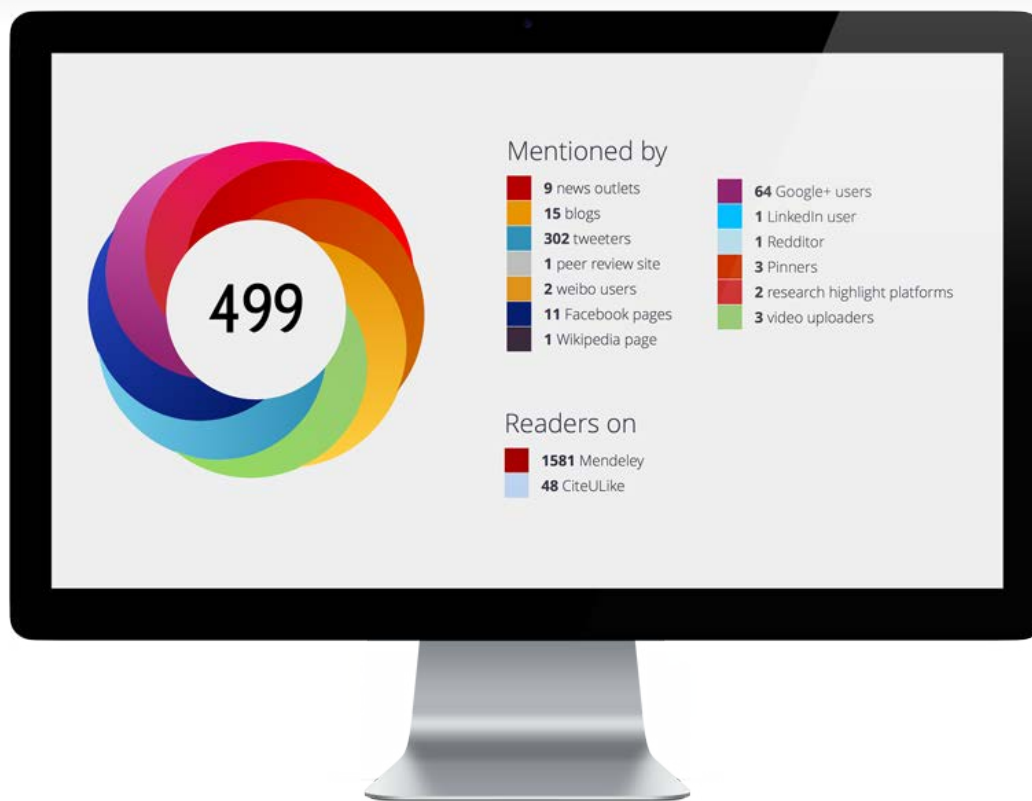 499
Mentioned by
9 news outlets
15 blogs
302 tweeters
1 peer review site
2 weibo users
11 Facebook pages
1 Wikipedia page
64 Google+ users
1 LinkedIn user
1 Redditor
3 Pinners
2 research highlight platforms
3 video uploaders
Readers on
1581 Mendeley
48 CiteULike